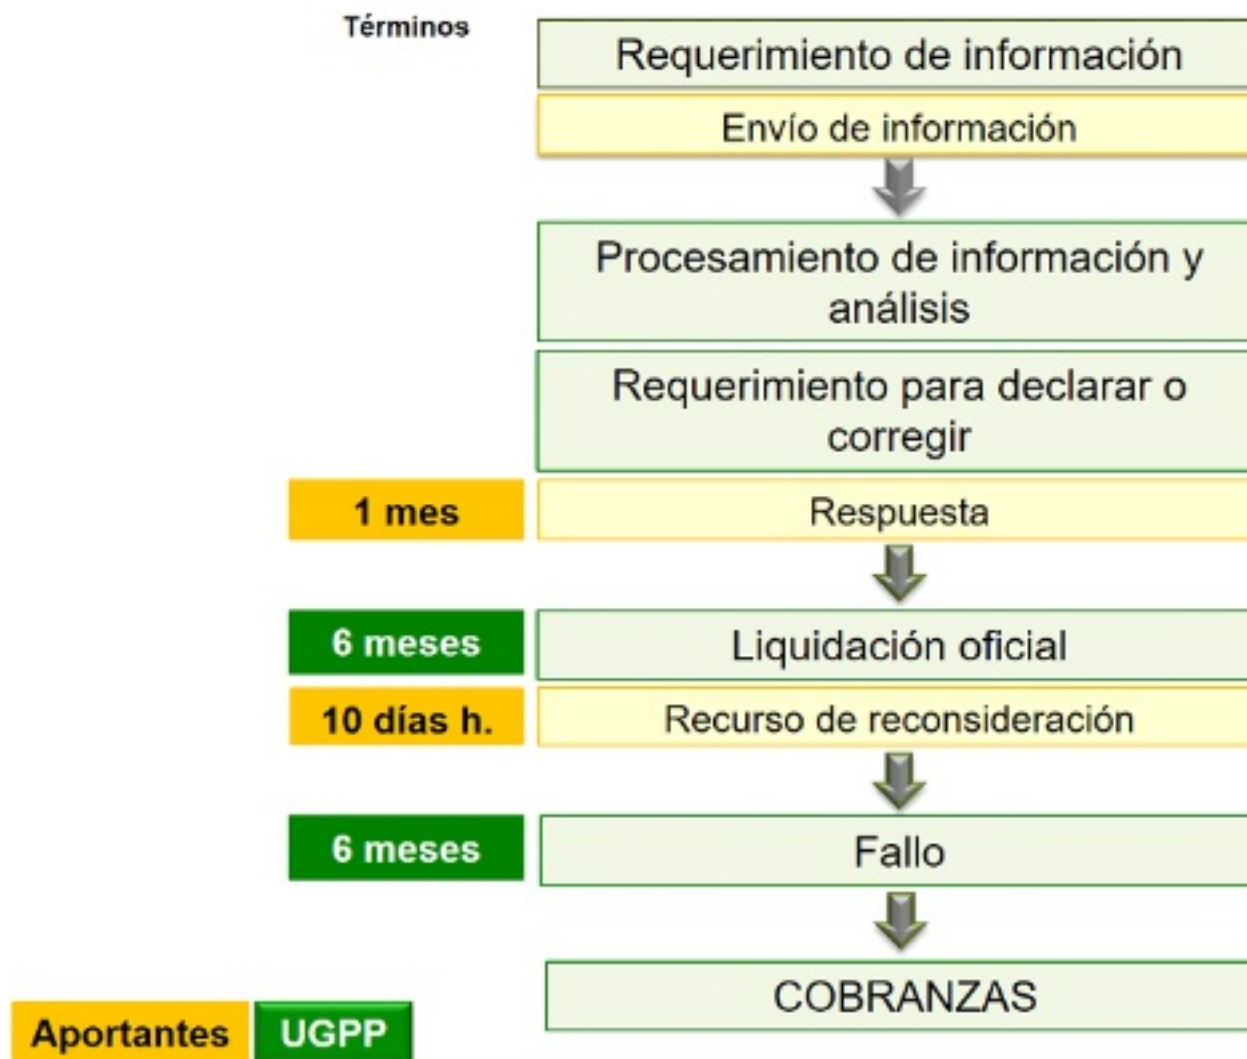 Términos
Requerimiento de información
Envío de información
Procesamiento de información y
análisis
Requerimiento para declarar o
corregir
1 mes
Respuesta
6 meses
Liquidación oficial
10 días h.
Recurso de reconsideración
6 meses
Fallo
COBRANZAS
Aportantes
UGPP